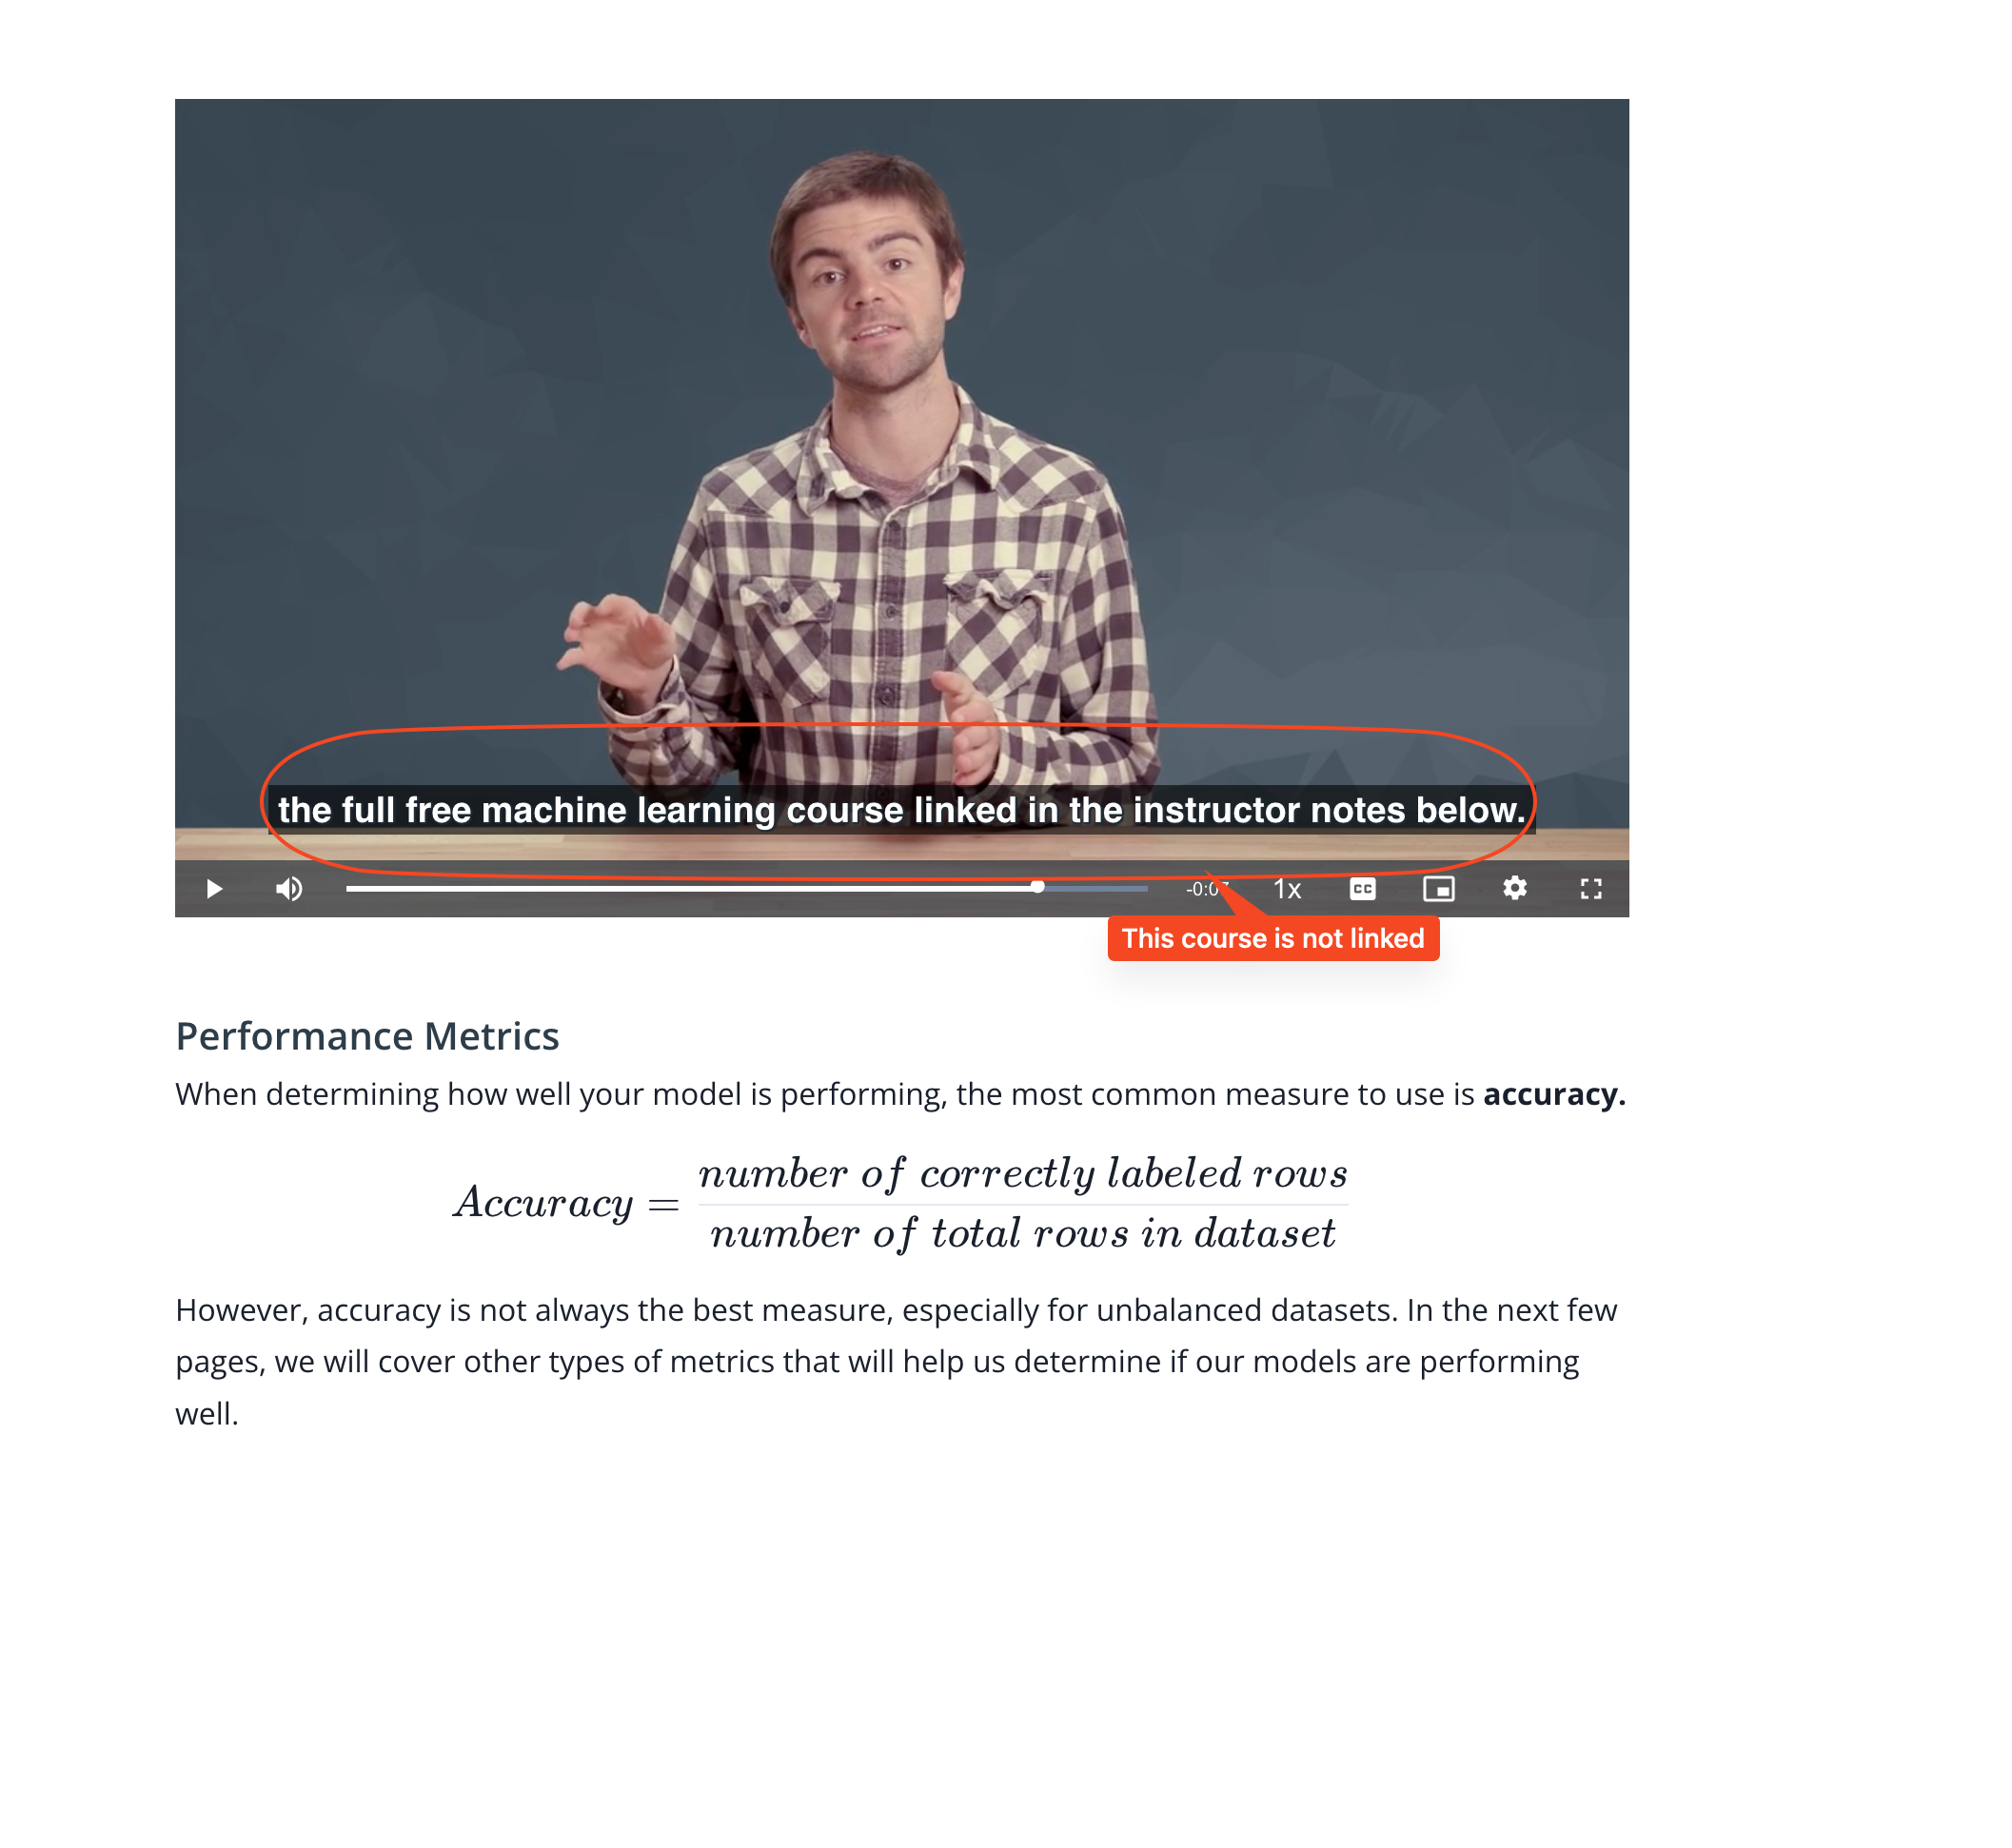 the full free machine learning course linked in the instructor notes below.
1x
CC
This course is not linked
Performance Metrics
When determining how well your model is performing, the most common measure to use is accuracy.
Accuracy = number of correctly labeled rows
number of total rows in dataset
However, accuracy is not always the best measure, especially for unbalanced datasets. In the next few
pages, we will cover other types of metrics that will help us determine if our models are performing
well.